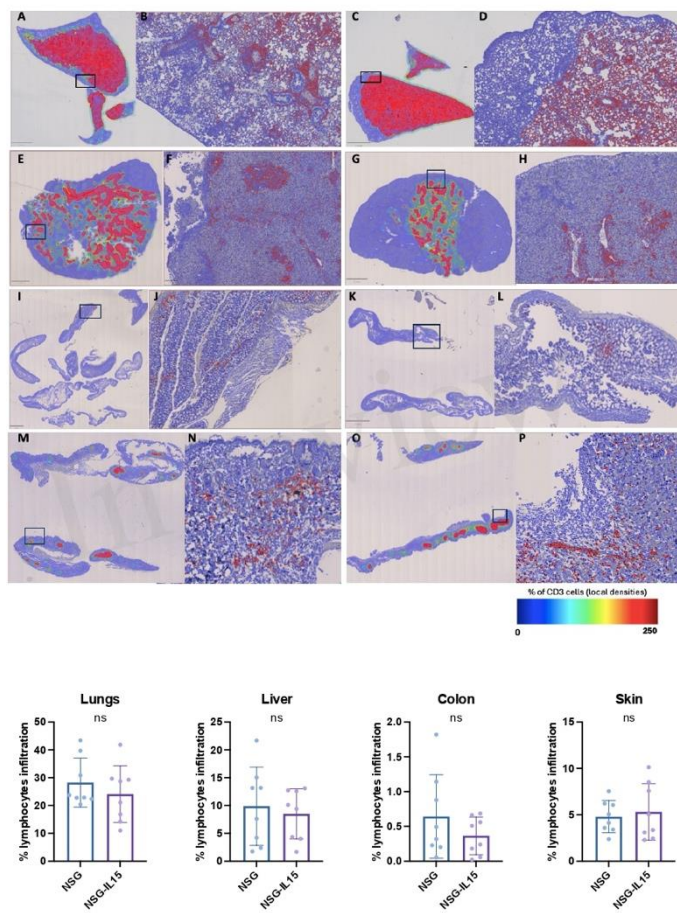 A B C D
E F G H
I J K L
M N O P
% of CD3 cells (local densities)
0 250
Lungs Liver Colon Skin
ns ns ns ns
% lymphocytes infiltration
50
40
30
20
10
0
NSG NSG-IL15
% lymphocytes infiltration
25
20
15
10
5
0
NSG NSG-IL15
% lymphocytes infiltration
2.0
1.5
1.0
0.5
0.0
NSG NSG-IL15
% lymphocytes infiltration
15
10
5
0
NSG NSG-IL15